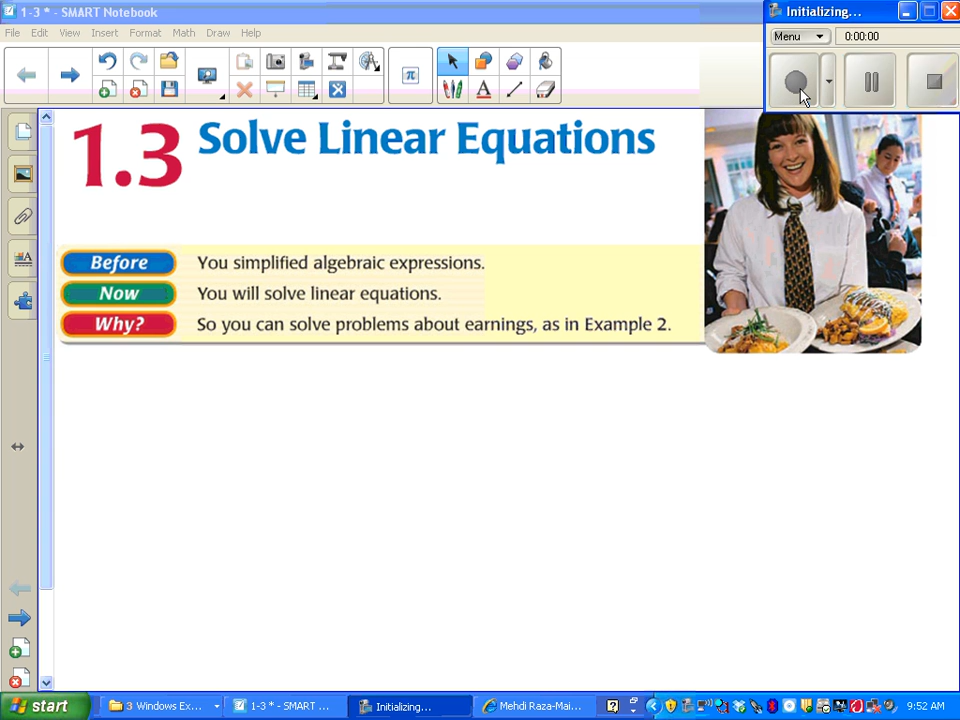 1-3 * - SMART Notebook
Initializing...
File Edit View Insert Format Math Draw Help
Menu 0:00:00
π
A
1.3 Solve Linear Equations
Before You simplified algebraic expressions.
Now You will solve linear equations.
Why? So you can solve problems about earnings, as in Example 2.
start 3 Windows Ex... 1-3 * - SMART ... Initializing... Mehdi Raza-Mai... 9:52 AM